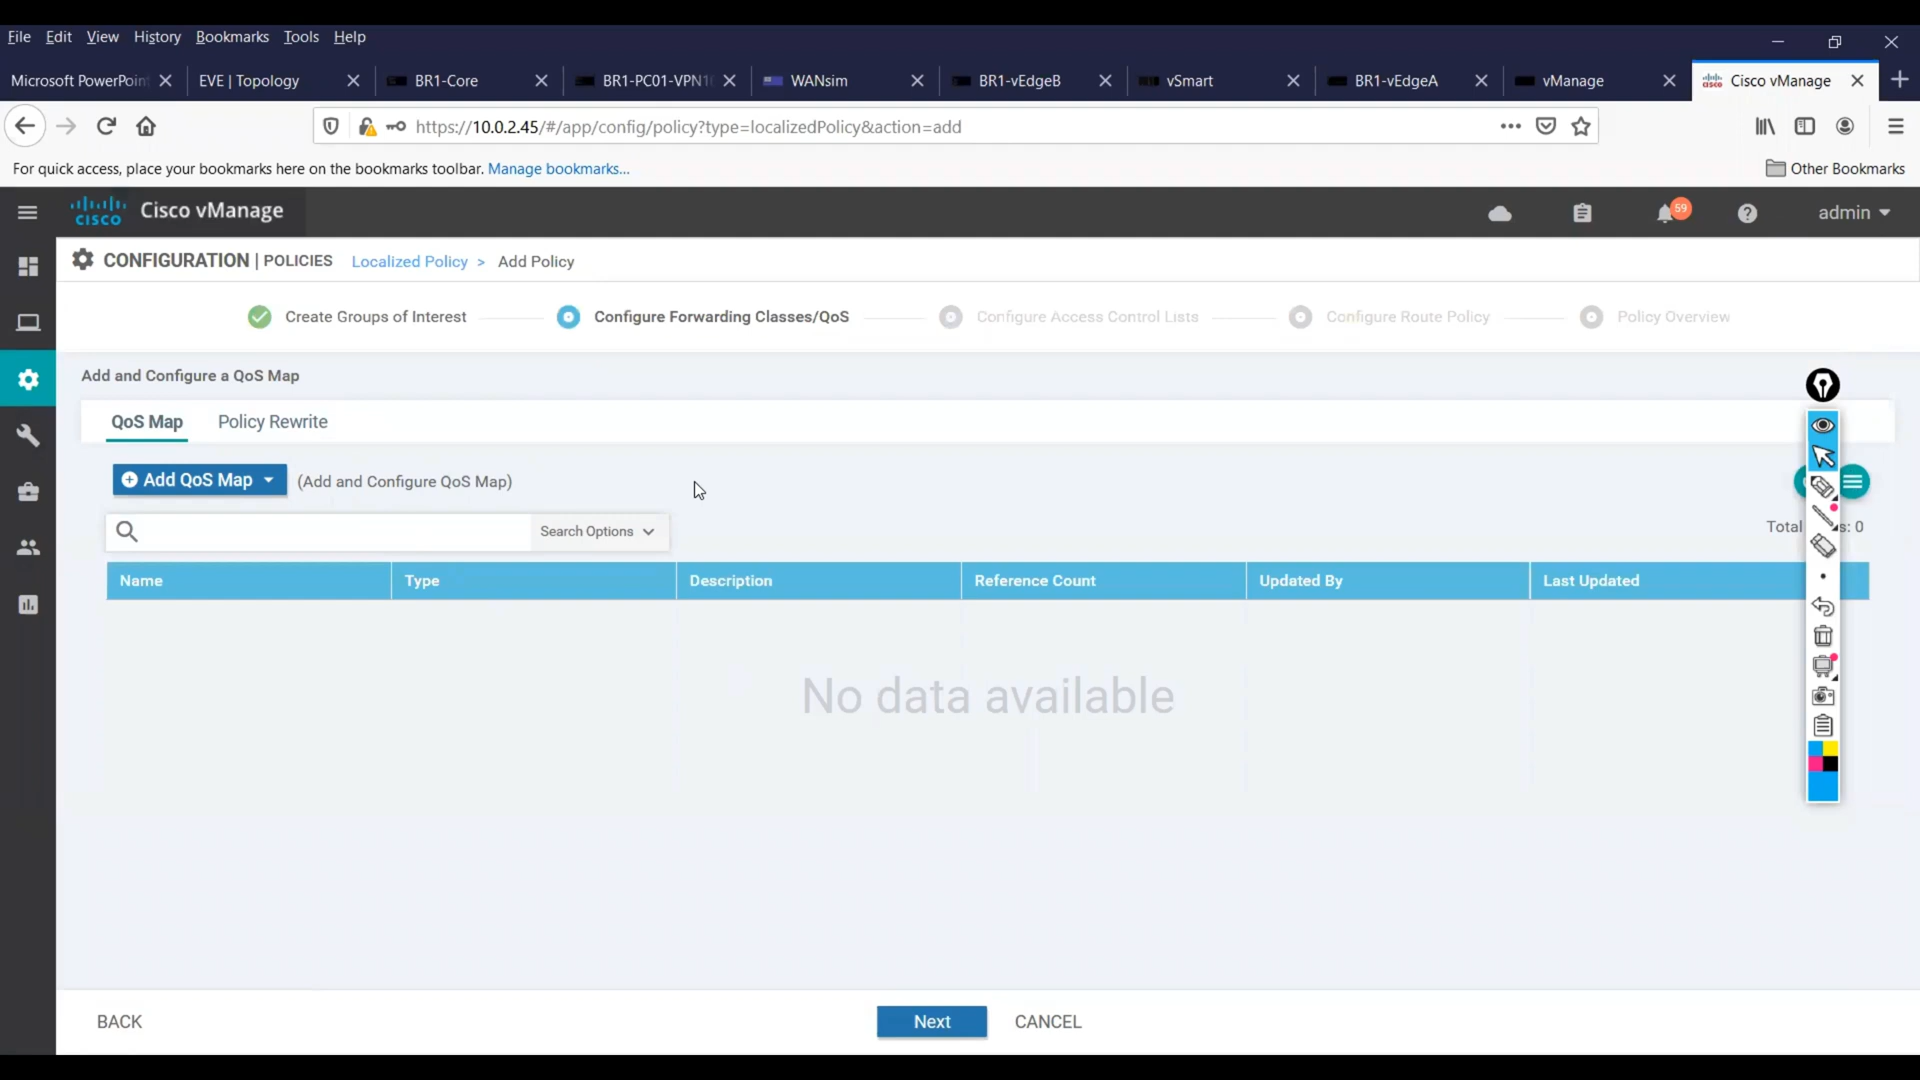 File Edit View History Bookmarks Tools Help
Microsoft PowerPoin EVE | Topology BR1-Core BR1-PC01-VPN1 WANsim BR1-vEdgeB vSmart BR1-vEdgeA vManage Cisco vManage
https://10.0.2.45/#/app/config/policy?type=localizedPolicy&action=add
For quick access, place your bookmarks here on the bookmarks toolbar. Manage bookmarks... Other Bookmarks
cisco Cisco vManage 59 admin
CONFIGURATION | POLICIES Localized Policy > Add Policy
Create Groups of Interest Configure Forwarding Classes/QoS Configure Access Control Lists Configure Route Policy Policy Overview
Add and Configure a QoS Map
QoS Map Policy Rewrite
Add QoS Map (Add and Configure QoS Map)
Search Options Total s: 0
Name Type Description Reference Count Updated By Last Updated
No data available
BACK Next CANCEL